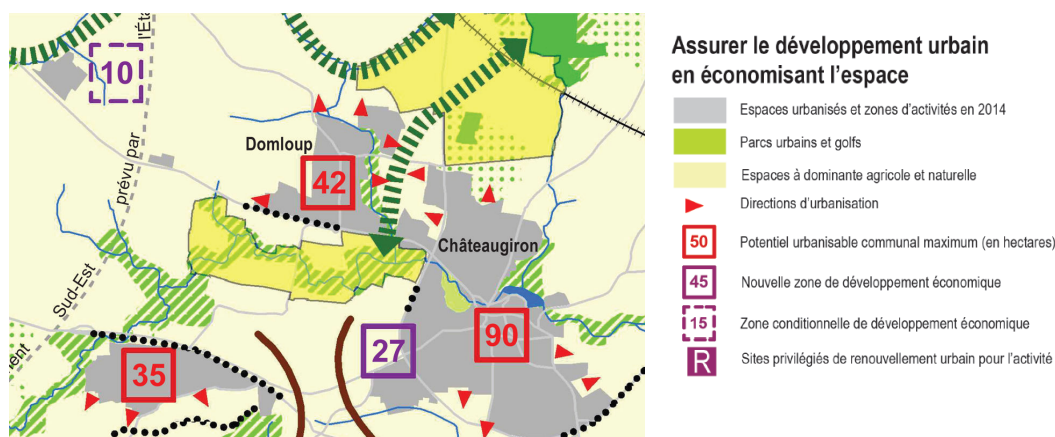 10
l'Ét
prévu par
Domloup
42
Châteaugiron
Sud-Est
27
90
35
ment
Assurer le développement urbain
en économisant l'espace
Espaces urbanisés et zones d'activités en 2014
Parcs urbains et golfs
Espaces à dominante agricole et naturelle
Directions d'urbanisation
50 Potentiel urbanisable communal maximum (en hectares)
45 Nouvelle zone de développement économique
15 Zone conditionnelle de développement économique
R Sites privilégiés de renouvellement urbain pour l'activité